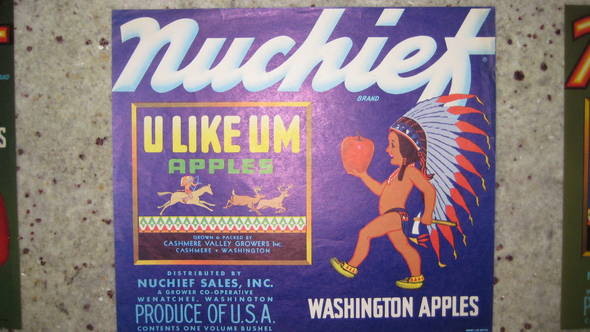 Nuchief
BRAND
U LIKE UM
APPLES
GROWN & PACKED BY
CASHMERE VALLEY GROWERS Inc.
CASHMERE • WASHINGTON
DISTRIBUTED BY
NUCHIEF SALES, INC.
A GROWER CO-OPERATIVE
WENATCHEE, WASHINGTON
PRODUCE OF U.S.A.
CONTENTS ONE VOLUME BUSHEL
WASHINGTON APPLES